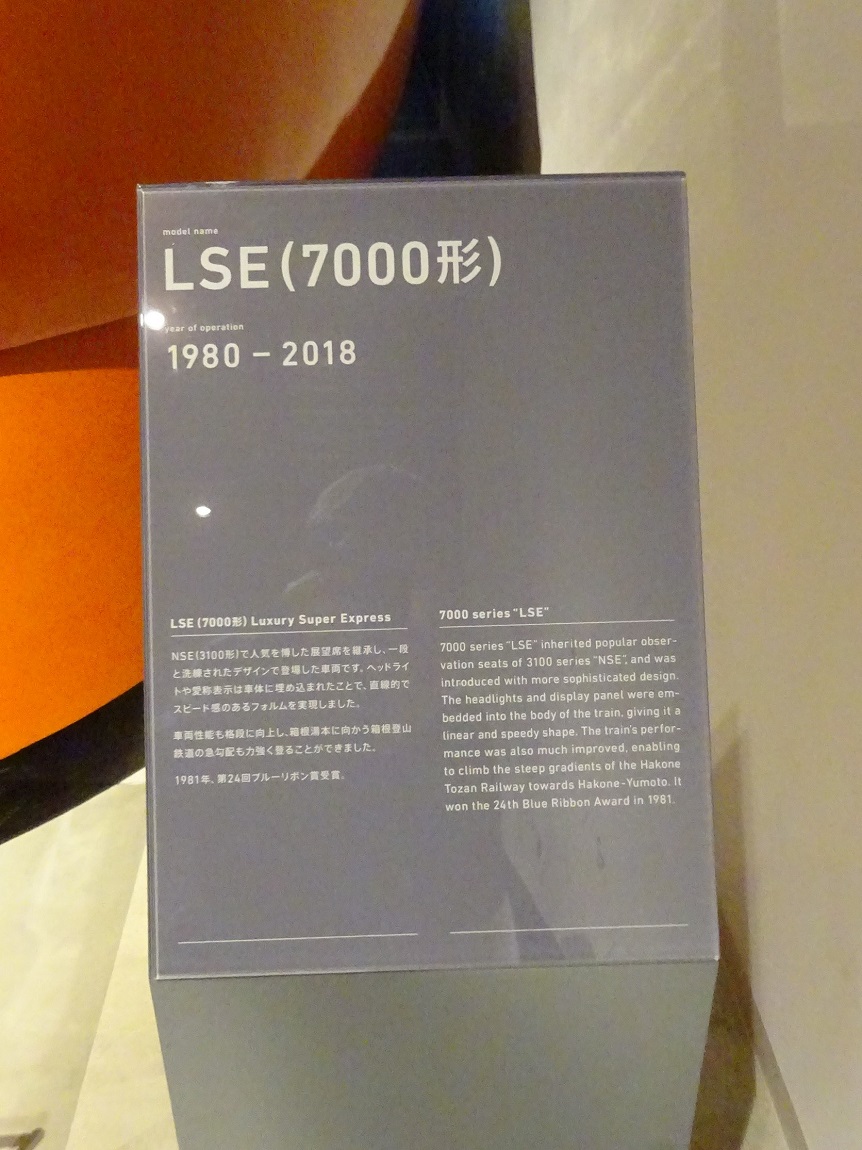 model name
LSE(7000形)
year of operation
1980 – 2018
LSE (7000形) Luxury Super Express
NSE(3100形)で人気を博した展望席を継承し、一段
と洗練されたデザインで登場した車両です。ヘッドライ
トや愛称表示は車体に埋め込まれたことで、直線的で
スピード感のあるフォルムを実現しました。
車両性能も格段に向上し、箱根湯本に向かう箱根登山
鉄道の急勾配も力強く登ることができました。
1981年、第24回ブルーリボン賞受賞。
7000 series “LSE”
7000 series “LSE” inherited popular obser-
vation seats of 3100 series “NSE”, and was
introduced with more sophisticated design.
The headlights and display panel were em-
bedded into the body of the train, giving it a
linear and speedy shape. The train's perfor-
mance was also much improved, enabling
to climb the steep gradients of the Hakone
Tozan Railway towards Hakone-Yumoto. It
won the 24th Blue Ribbon Award in 1981.